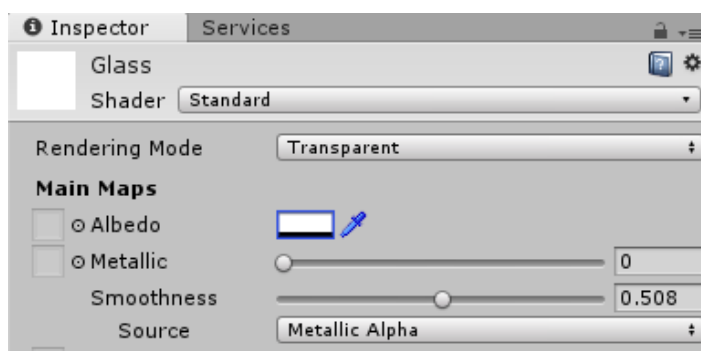 Inspector Services
Glass
Shader Standard
Rendering Mode Transparent
Main Maps
Albedo
Metallic 0
Smoothness 0.508
Source Metallic Alpha